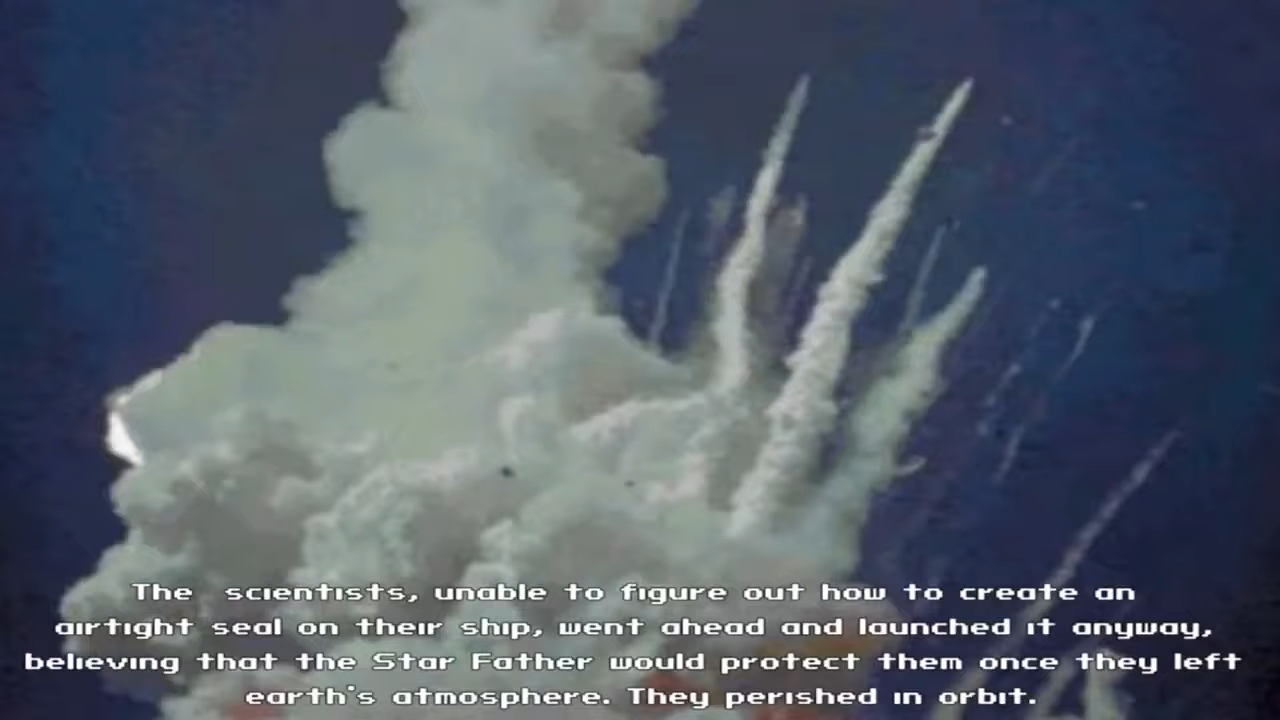 The scientists, unable to figure out how to create an
airtight seal on their ship, went ahead and launched it anyway,
believing that the Star Father would protect them once they left
earth's atmosphere. They perished in orbit.